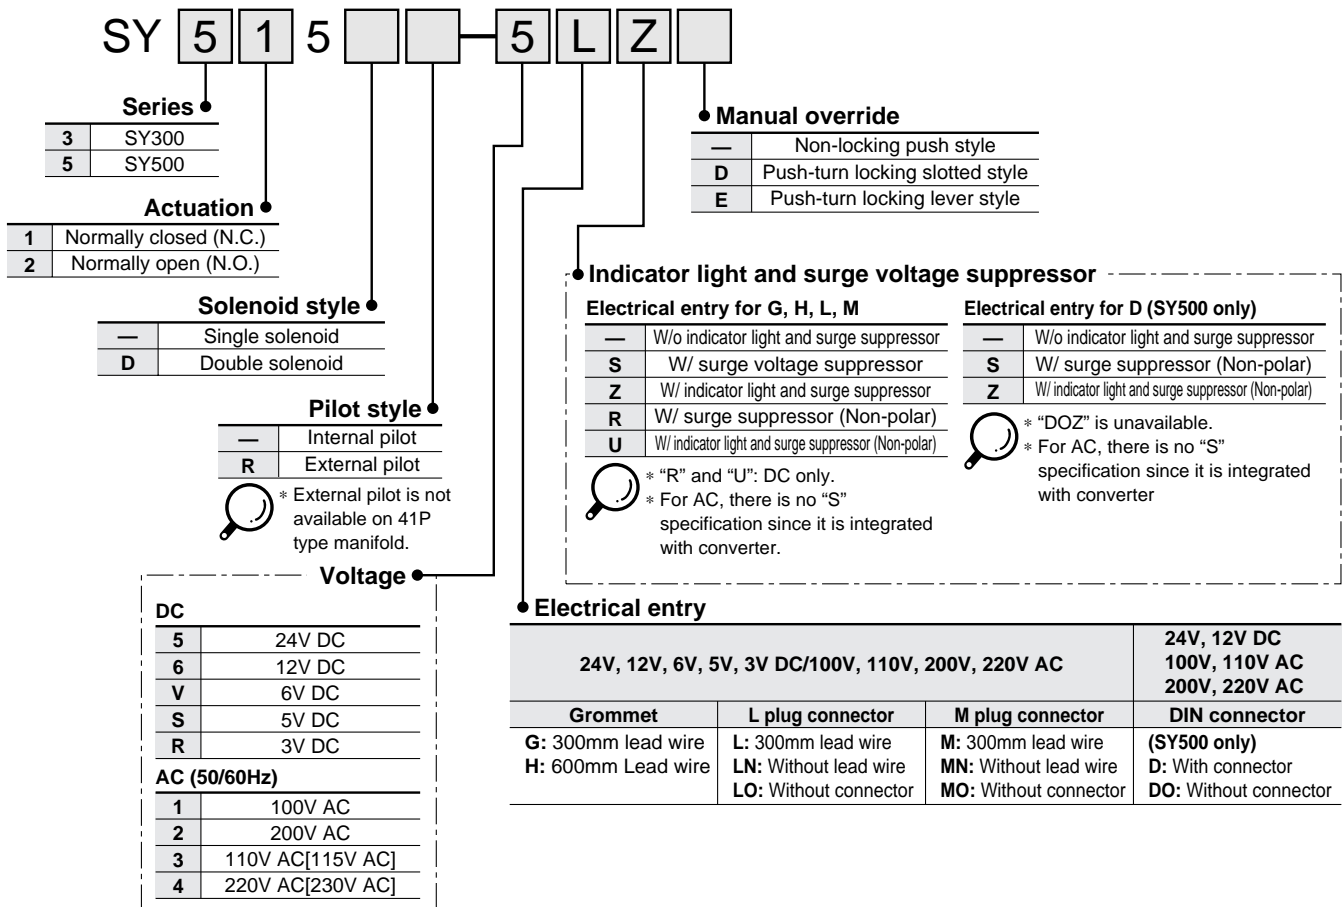 SY 5 1 5 — 5 L Z
Series
3 SY300
5 SY500
Actuation
1 Normally closed (N.C.)
2 Normally open (N.O.)
Solenoid style
— Single solenoid
D Double solenoid
Pilot style
— Internal pilot
R External pilot
* External pilot is not
available on 41P
type manifold.
Voltage
DC
5 24V DC
6 12V DC
V 6V DC
S 5V DC
R 3V DC
AC (50/60Hz)
1 100V AC
2 200V AC
3 110V AC[115V AC]
4 220V AC[230V AC]
Manual override
— Non-locking push style
D Push-turn locking slotted style
E Push-turn locking lever style
Indicator light and surge voltage suppressor
Electrical entry for G, H, L, M
— W/o indicator light and surge suppressor
S W/ surge voltage suppressor
Z W/ indicator light and surge suppressor
R W/ surge suppressor (Non-polar)
U W/ indicator light and surge suppressor (Non-polar)
* “R” and “U”: DC only.
* For AC, there is no “S”
specification since it is integrated
with converter.
Electrical entry for D (SY500 only)
— W/o indicator light and surge suppressor
S W/ surge suppressor (Non-polar)
Z W/ indicator light and surge suppressor (Non-polar)
* “DOZ” is unavailable.
* For AC, there is no “S”
specification since it is integrated
with converter
Electrical entry
24V, 12V, 6V, 5V, 3V DC/100V, 110V, 200V, 220V AC
24V, 12V DC
100V, 110V AC
200V, 220V AC
Grommet L plug connector M plug connector DIN connector
G: 300mm lead wire L: 300mm lead wire M: 300mm lead wire (SY500 only)
H: 600mm Lead wire LN: Without lead wire MN: Without lead wire D: With connector
LO: Without connector MO: Without connector DO: Without connector